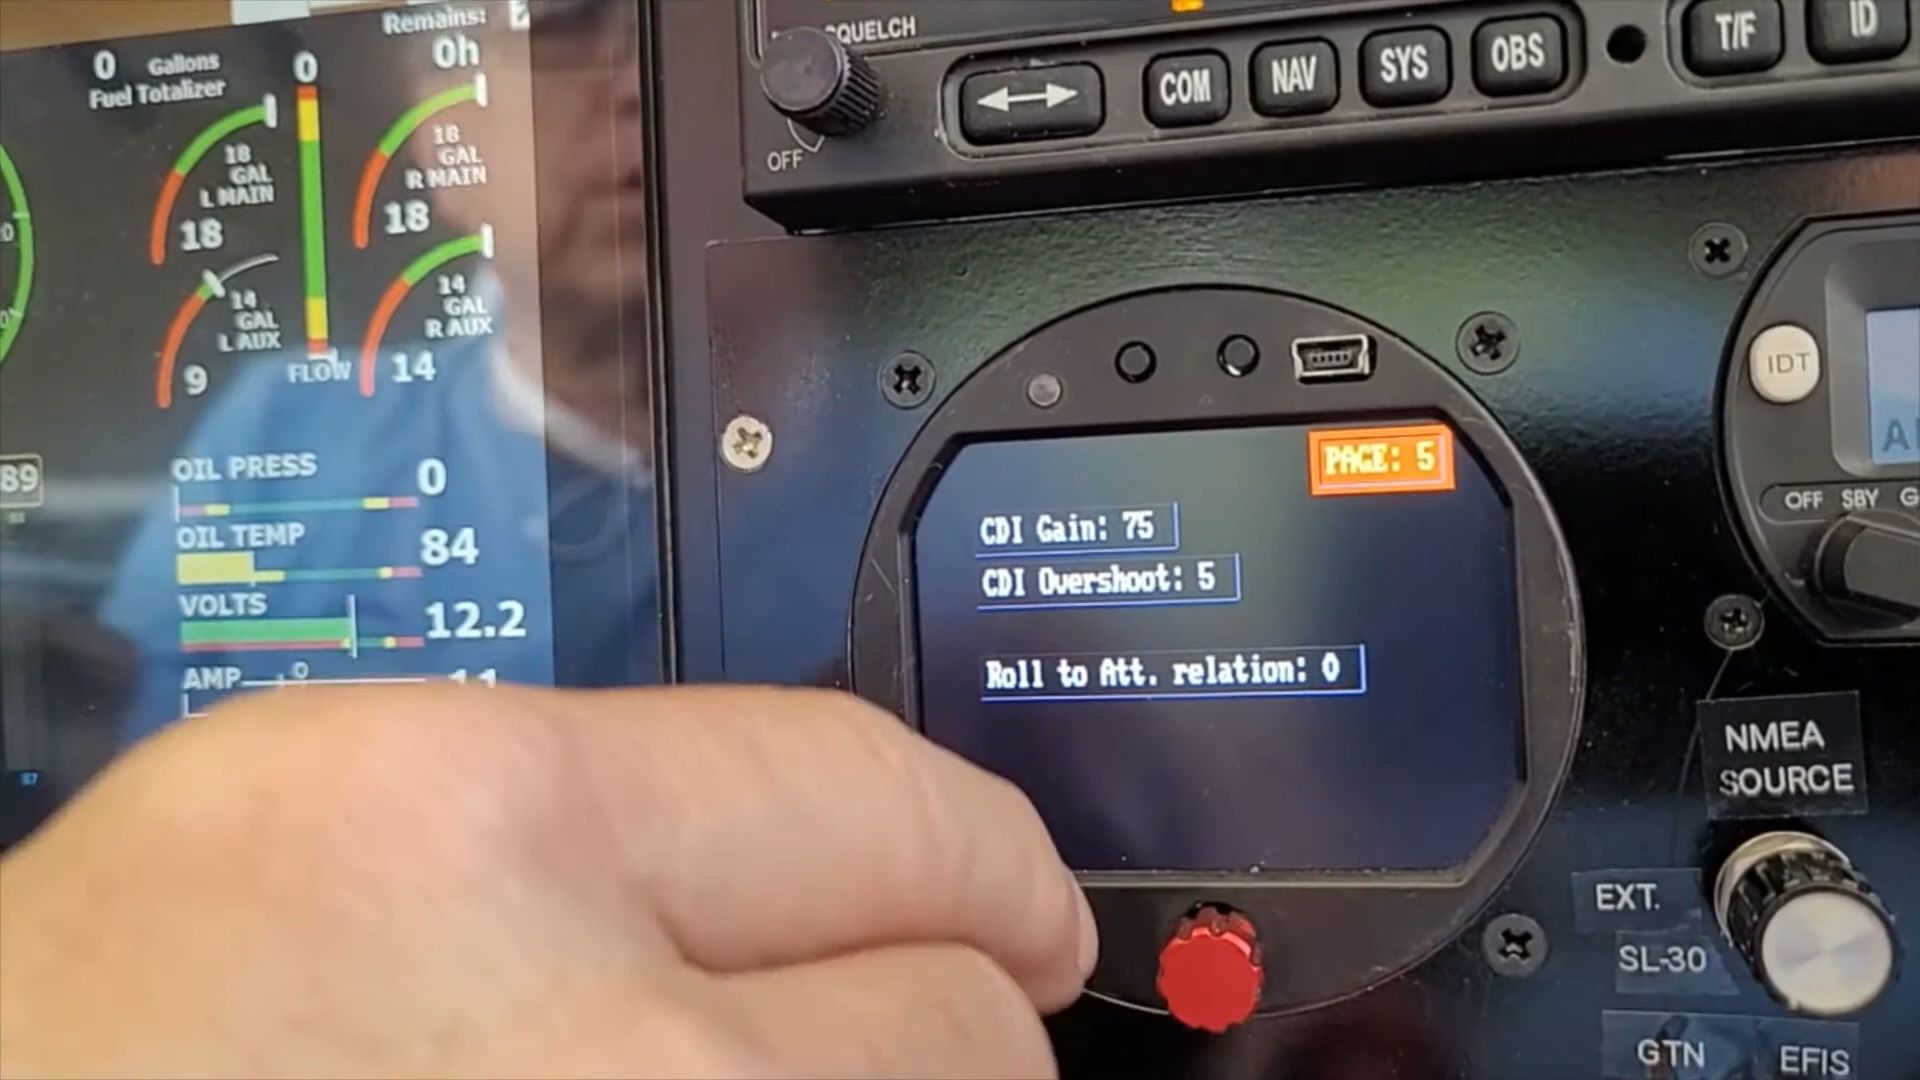 0 Gallons
Fuel Totalizer
0
Remains:
0h
18
GAL
L MAIN
18
18
GAL
R MAIN
18
14
GAL
L AUX
9
14
GAL
R AUX
14
FLOW
89
OIL PRESS 0
OIL TEMP 84
VOLTS 12.2
AMP 0
SQUELCH
OFF
COM NAV SYS OBS T/F ID
PAGE: 5
CDI Gain: 75
CDI Overshoot: 5
Roll to Att. relation: 0
IDT
OFF SBY
NMEA
SOURCE
EXT.
SL-30
GTN EFIS